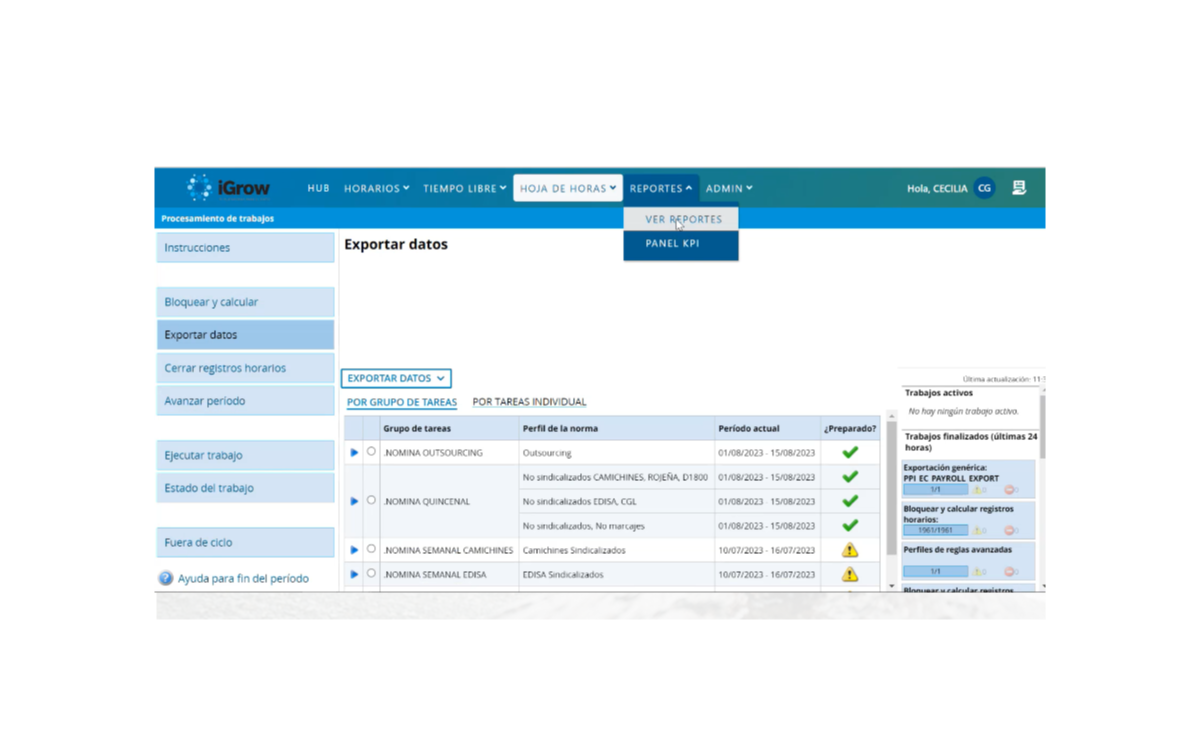 iGrow
HUB HORARIOS TIEMPO LIBRE HOJA DE HORAS REPORTES ADMIN Hola, CECILIA CG
Procesamiento de trabajos
VER REPORTES
PANEL KPI
Instrucciones
Bloquear y calcular
Exportar datos
Cerrar registros horarios
Avanzar período
Ejecutar trabajo
Estado del trabajo
Fuera de ciclo
Ayuda para fin del período
Exportar datos
EXPORTAR DATOS
POR GRUPO DE TAREAS POR TAREAS INDIVIDUAL
Grupo de tareas Perfil de la norma Período actual ¿Preparado?
.NOMINA OUTSOURCING Outsourcing 01/08/2023 - 15/08/2023
No sindicalizados CAMICHINES, ROJEÑA, D1800 01/08/2023 - 15/08/2023
.NOMINA QUINCENAL No sindicalizados EDISA, CGL 01/08/2023 - 15/08/2023
No sindicalizados, No marcajes 01/08/2023 - 15/08/2023
.NOMINA SEMANAL CAMICHINES Camichines Sindicalizados 10/07/2023 - 16/07/2023
.NOMINA SEMANAL EDISA EDISA Sindicalizados 10/07/2023 - 16/07/2023
Última actualización: 11:
Trabajos activos
No hay ningún trabajo activo.
Trabajos finalizados (últimas 24
horas)
Exportación genérica:
PPI EC PAYROLL EXPORT
1/1 0 0
Bloquear y calcular registros
horarios:
1961/1961 0 0
Perfiles de reglas avanzadas
1/1 0 0
Bloquear y calcular registros